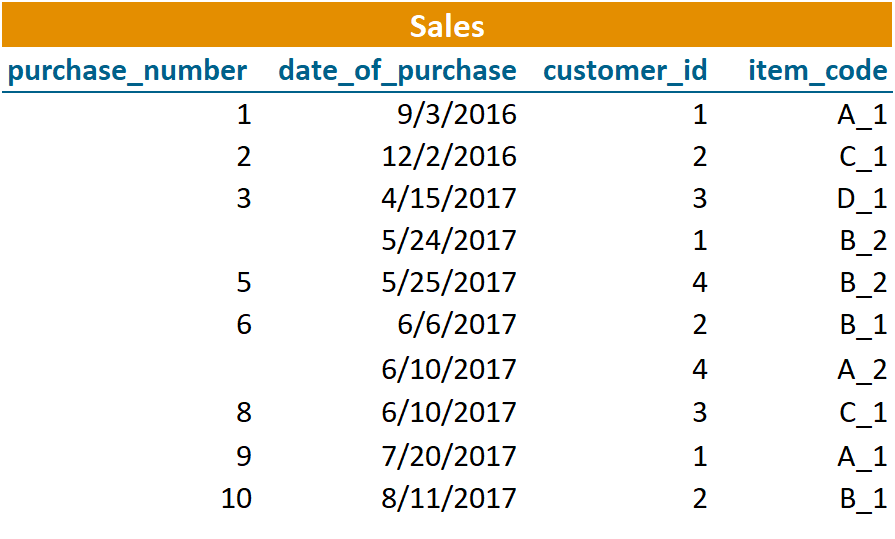 Sales
purchase_number date_of_purchase customer_id item_code
1 9/3/2016 1 A_1
2 12/2/2016 2 C_1
3 4/15/2017 3 D_1
5/24/2017 1 B_2
5 5/25/2017 4 B_2
6 6/6/2017 2 B_1
6/10/2017 4 A_2
8 6/10/2017 3 C_1
9 7/20/2017 1 A_1
10 8/11/2017 2 B_1